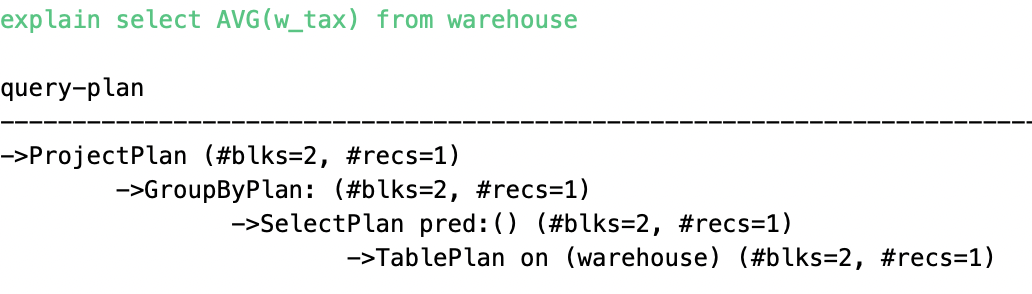 explain select AVG(w_tax) from warehouse
query-plan
--------------------------------------------------------------------------
->ProjectPlan (#blks=2, #recs=1)
->GroupByPlan: (#blks=2, #recs=1)
->SelectPlan pred:() (#blks=2, #recs=1)
->TablePlan on (warehouse) (#blks=2, #recs=1)